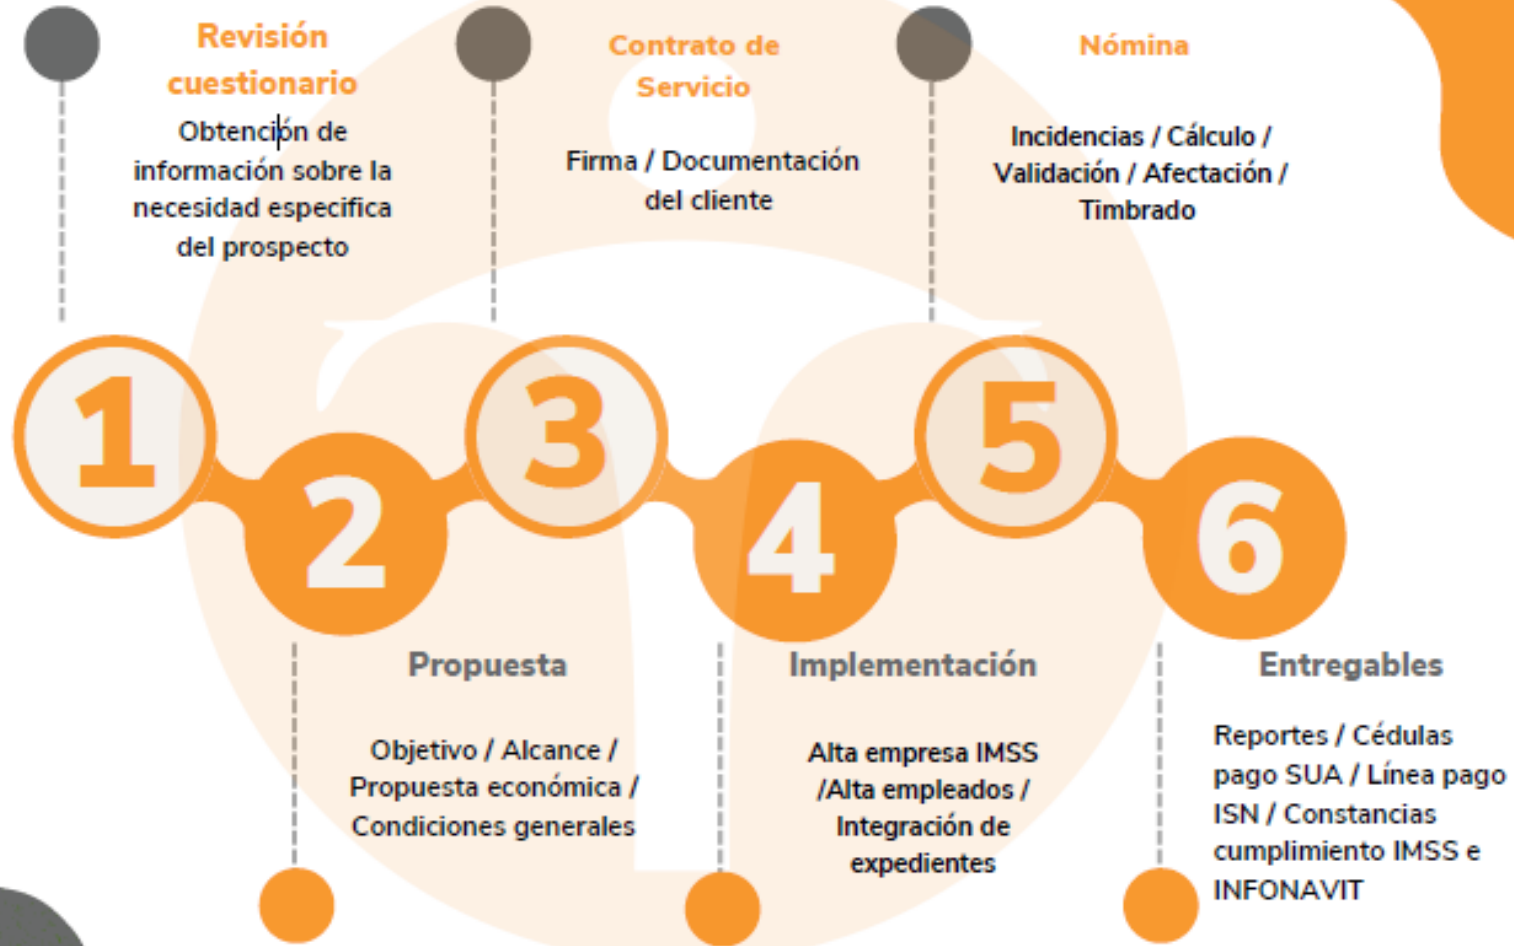 Revisión
cuestionario
Obtención de
información sobre la
necesidad especifica
del prospecto
Contrato de
Servicio
Firma / Documentación
del cliente
Nómina
Incidencias / Cálculo /
Validación / Afectación /
Timbrado
1
2
3
4
5
6
Propuesta
Objetivo / Alcance /
Propuesta económica /
Condiciones generales
Implementación
Alta empresa IMSS
/Alta empleados /
Integración de
expedientes
Entregables
Reportes / Cédulas
pago SUA / Línea pago
ISN / Constancias
cumplimiento IMSS e
INFONAVIT